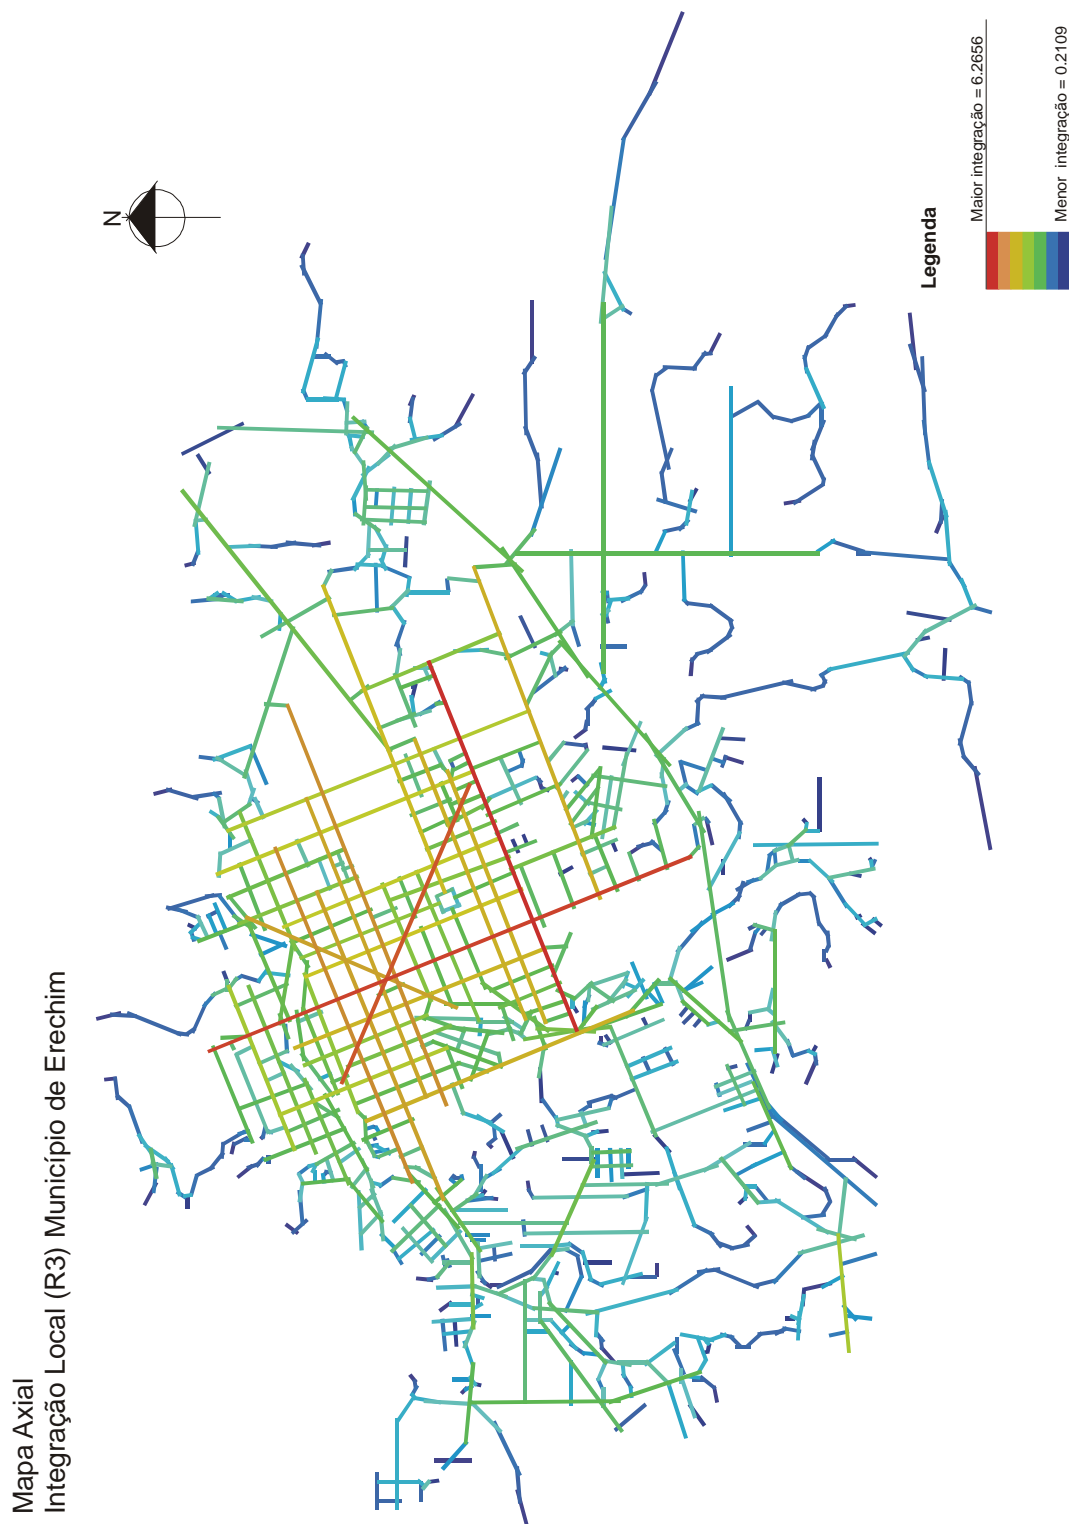 Mapa Axial
Integração Local (R3) Município de Erechim
N
Legenda
Maior integração = 6.2656
Menor integração = 0.2109